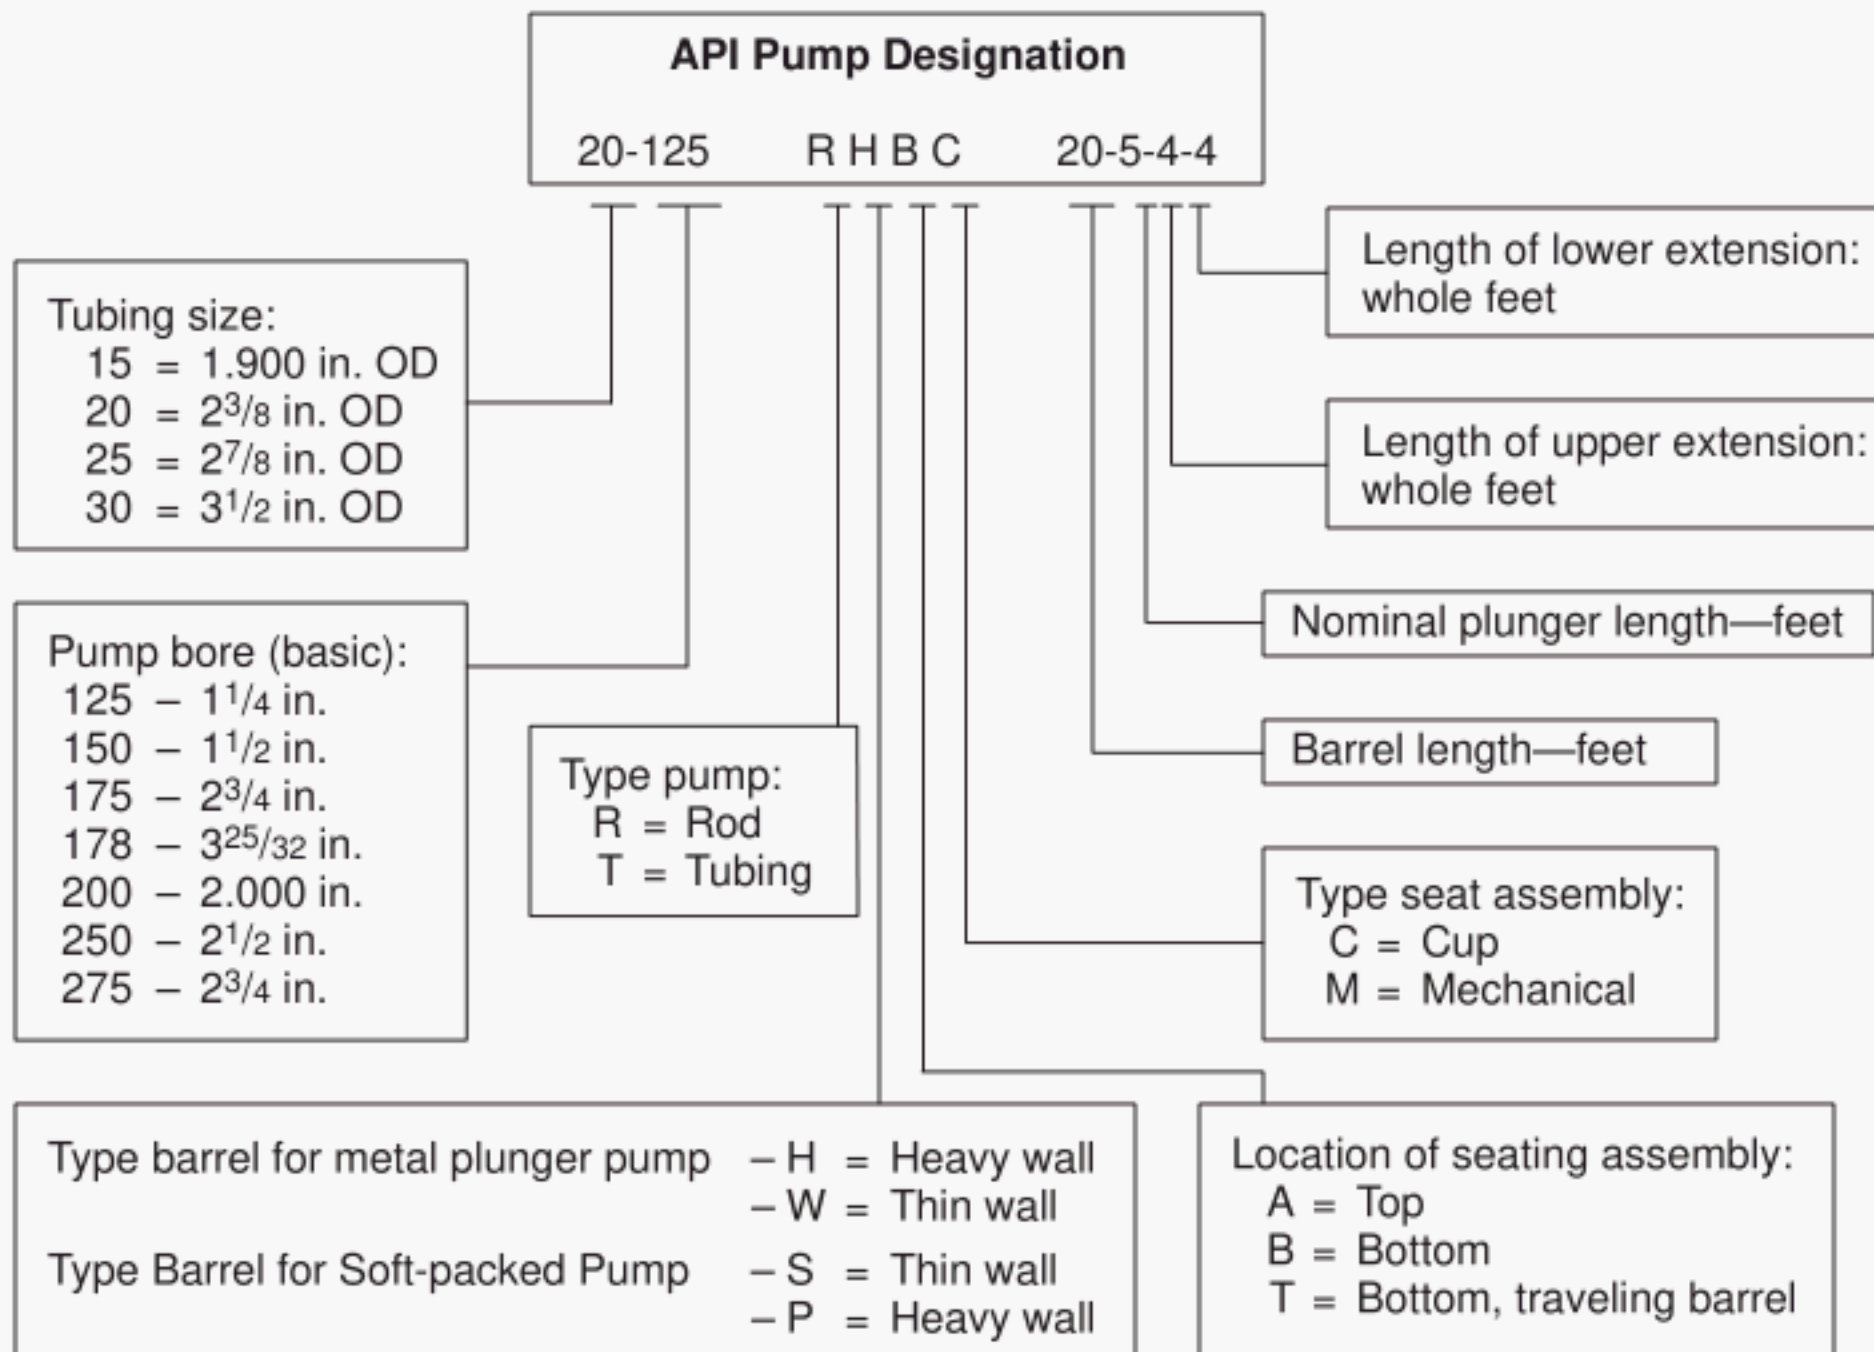 API Pump Designation
20-125 R H B C 20-5-4-4
Tubing size:
15 = 1.900 in. OD
20 = 2 3/8 in. OD
25 = 2 7/8 in. OD
30 = 3 1/2 in. OD
Pump bore (basic):
125 – 1 1/4 in.
150 – 1 1/2 in.
175 – 2 3/4 in.
178 – 3 25/32 in.
200 – 2.000 in.
250 – 2 1/2 in.
275 – 2 3/4 in.
Type pump:
R = Rod
T = Tubing
Length of lower extension:
whole feet
Length of upper extension:
whole feet
Nominal plunger length—feet
Barrel length—feet
Type seat assembly:
C = Cup
M = Mechanical
Type barrel for metal plunger pump – H = Heavy wall
– W = Thin wall
Type Barrel for Soft-packed Pump – S = Thin wall
– P = Heavy wall
Location of seating assembly:
A = Top
B = Bottom
T = Bottom, traveling barrel